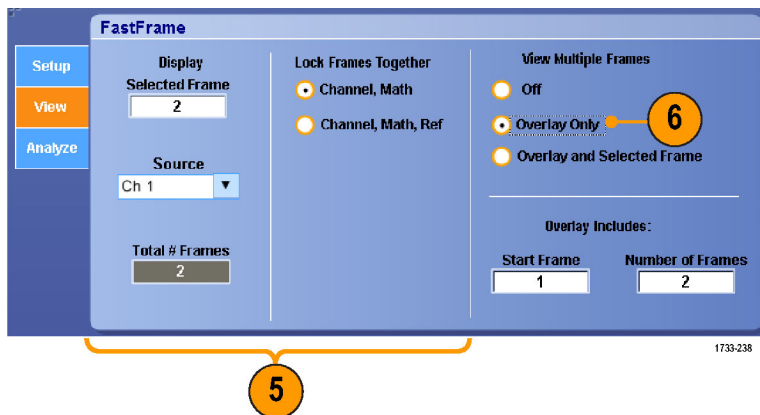 FastFrame
Setup
View
Analyze
Display
Selected Frame
2
Source
Ch 1
Total # Frames
2
Lock Frames Together
Channel, Math
Channel, Math, Ref
View Multiple Frames
Off
Overlay Only
6
Overlay and Selected Frame
Overlay Includes:
Start Frame
1
Number of Frames
2
1733-238
5